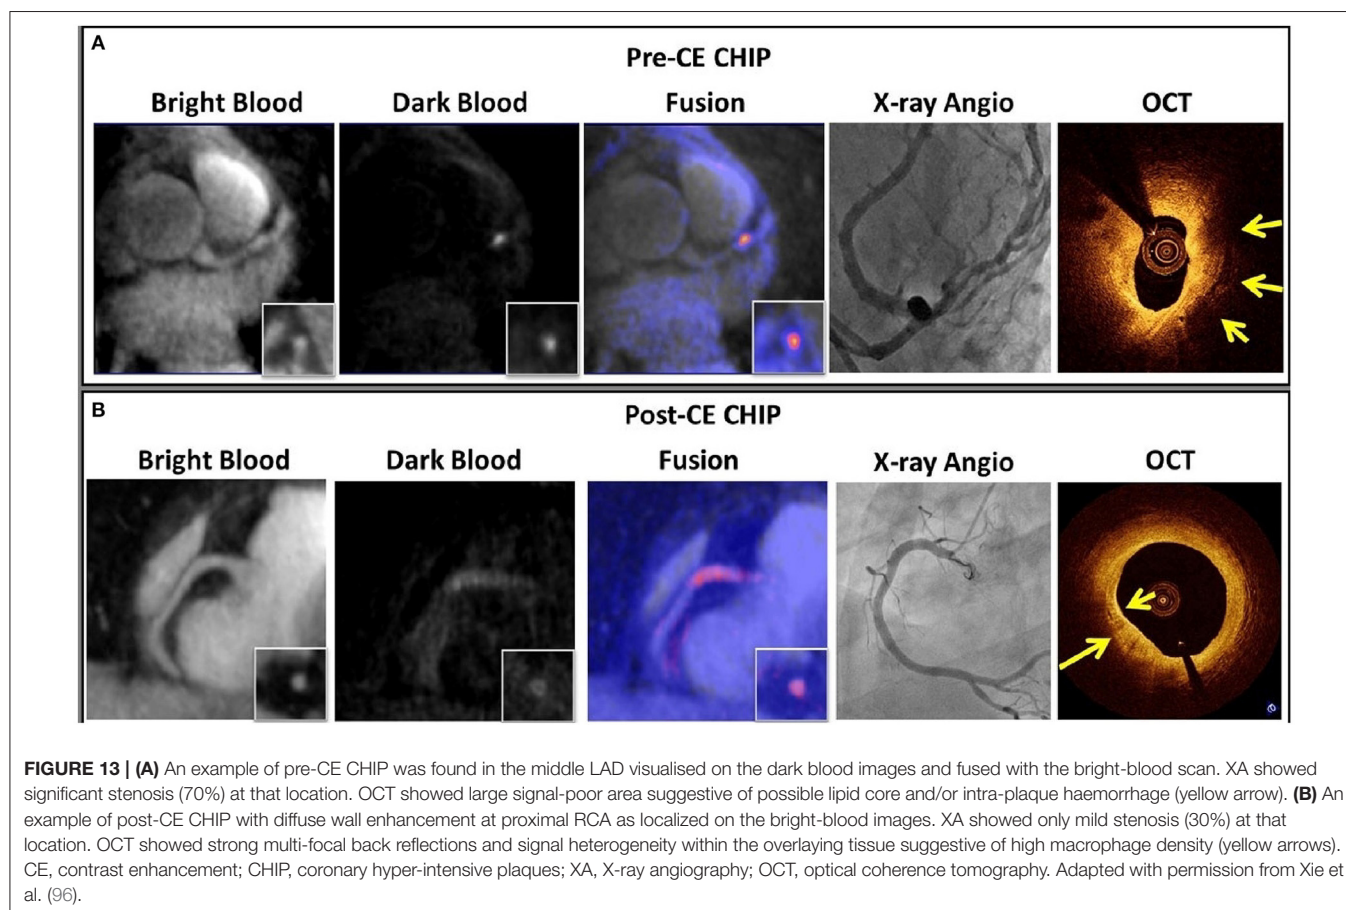 A
Pre-CE CHIP
Bright Blood
Dark Blood
Fusion
X-ray Angio
OCT
B
Post-CE CHIP
Bright Blood
Dark Blood
Fusion
X-ray Angio
OCT
FIGURE 13 | (A) An example of pre-CE CHIP was found in the middle LAD visualised on the dark blood images and fused with the bright-blood scan. XA showed
significant stenosis (70%) at that location. OCT showed large signal-poor area suggestive of possible lipid core and/or intra-plaque haemorrhage (yellow arrow). (B) An
example of post-CE CHIP with diffuse wall enhancement at proximal RCA as localized on the bright-blood images. XA showed only mild stenosis (30%) at that
location. OCT showed strong multi-focal back reflections and signal heterogeneity within the overlaying tissue suggestive of high macrophage density (yellow arrows).
CE, contrast enhancement; CHIP, coronary hyper-intensive plaques; XA, X-ray angiography; OCT, optical coherence tomography. Adapted with permission from Xie et
al. (96).